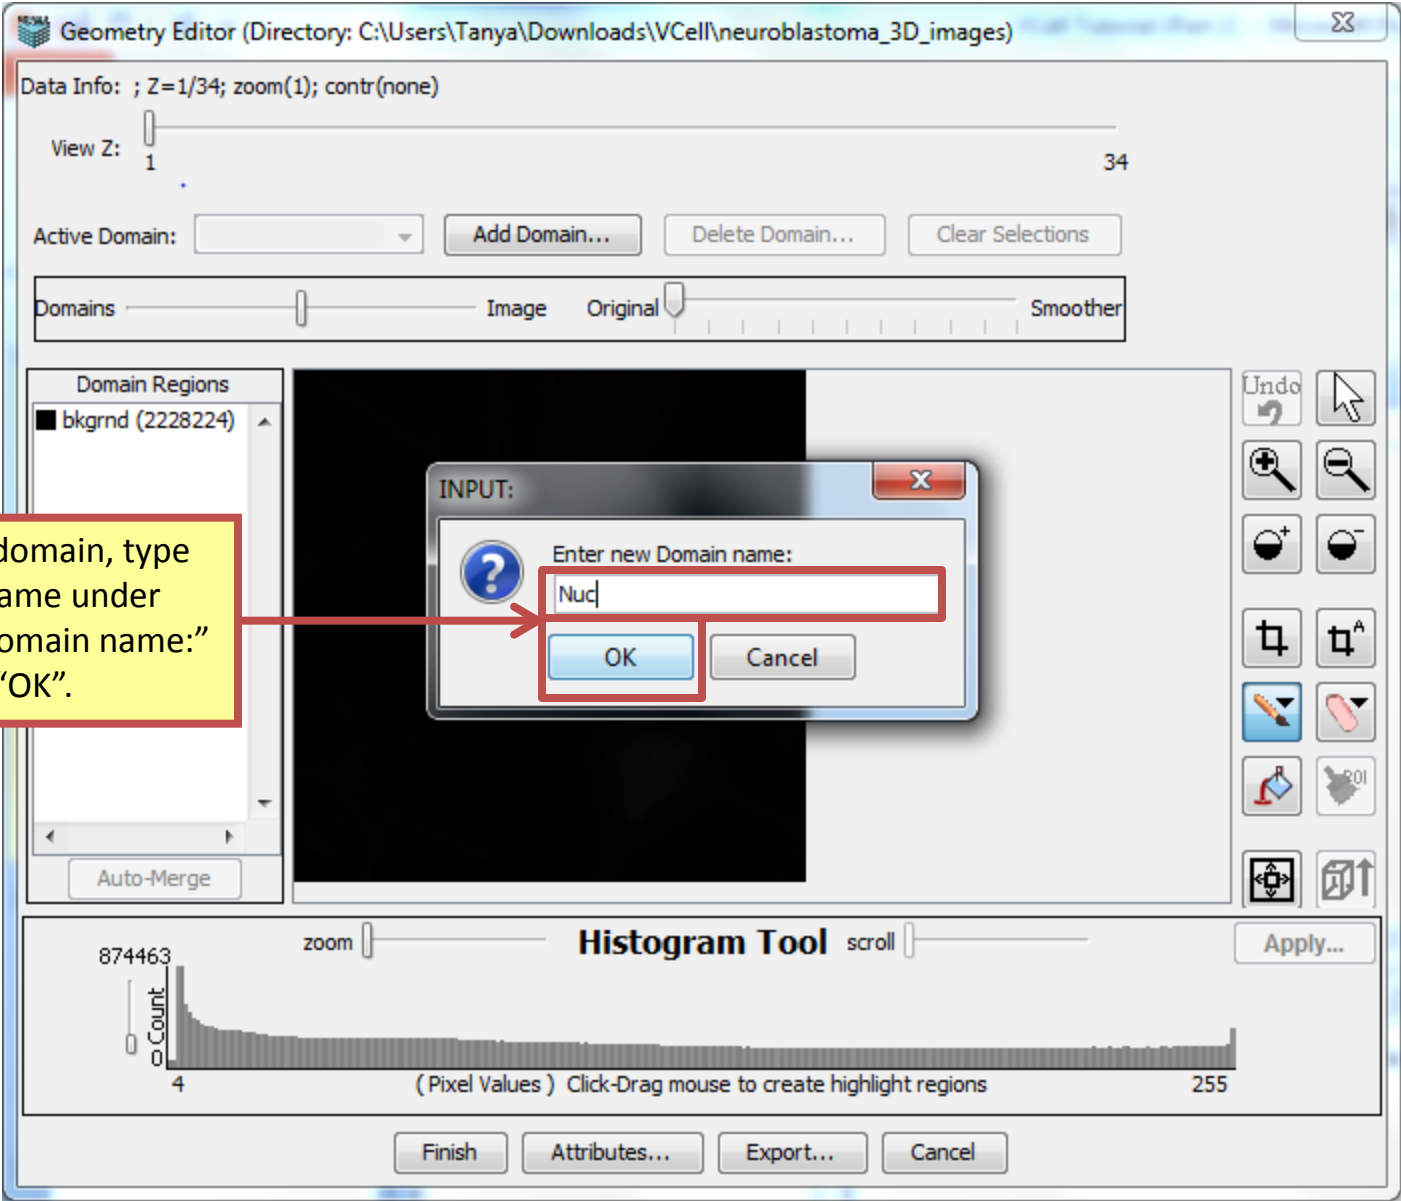 Geometry Editor (Directory: C:\Users\Tanya\Downloads\VCell\neuroblastoma_3D_images)
Data Info: ; Z=1/34; zoom(1); contr(none)
View Z:
1
34
Active Domain:
Add Domain...
Delete Domain...
Clear Selections
Domains
Image
Original
Smoother
Domain Regions
bkgrnd (2228224)
Undo
INPUT:
Enter new Domain name:
Nuc
OK
Cancel
domain, type
ame under
omain name:”
“OK”.
A
ROI
Auto-Merge
zoom
Histogram Tool
scroll
Apply...
874463
Count
0
4
( Pixel Values ) Click-Drag mouse to create highlight regions
255
Finish
Attributes...
Export...
Cancel